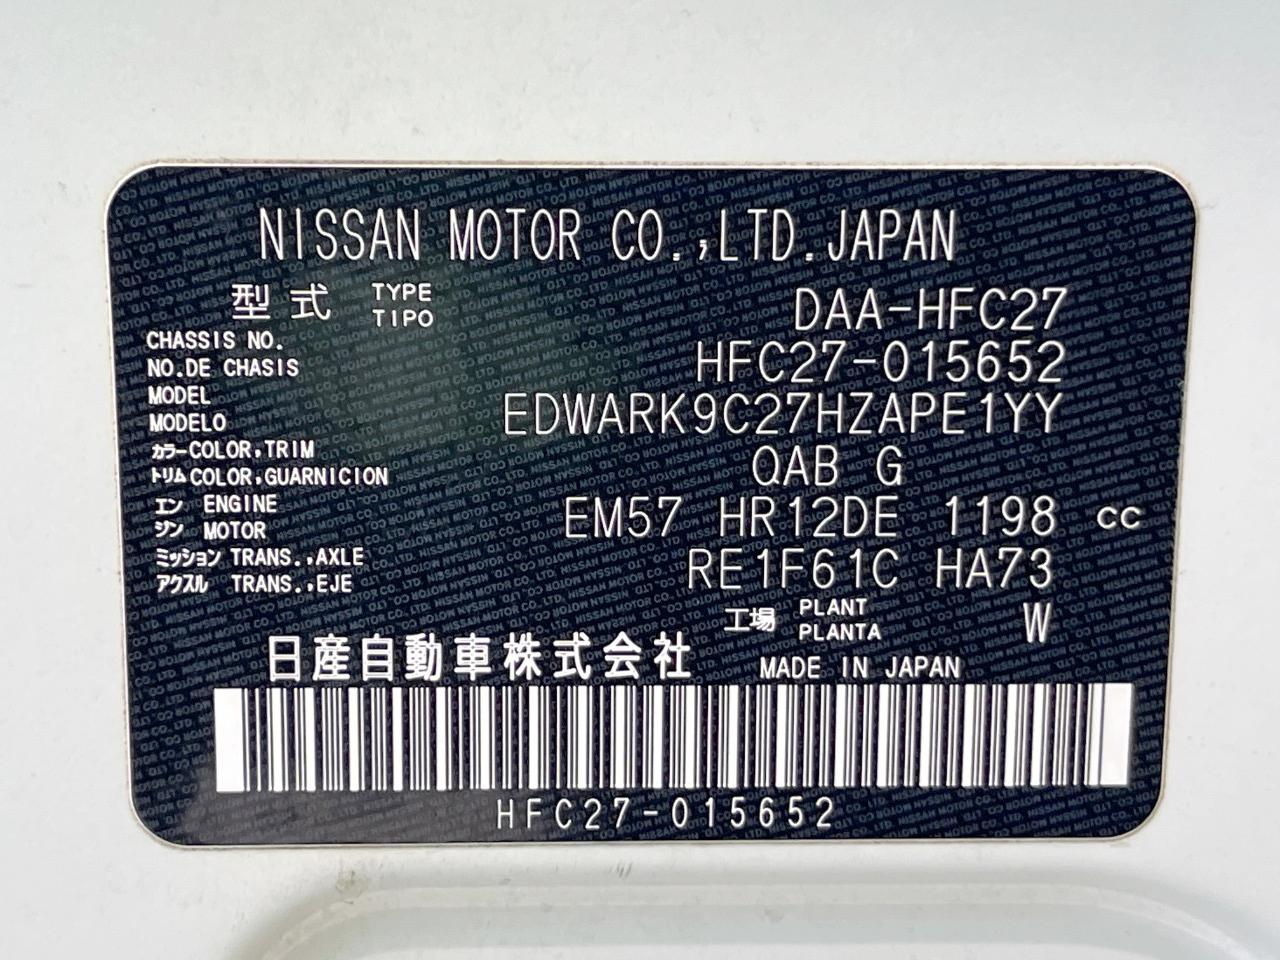 NISSAN MOTOR CO.,LTD.JAPAN
型式 TYPE TIPO DAA-HFC27
CHASSIS NO.
NO.DE CHASIS HFC27-015652
MODEL
MODELO EDWARK9C27HZAPE1YY
カラー COLOR,TRIM
トリム COLOR,GUARNICION QAB G
エン ENGINE
ジン MOTOR EM57 HR12DE 1198 cc
ミッション TRANS.,AXLE
アクスル TRANS.,EJE RE1F61C HA73
工場 PLANT PLANTA W
日産自動車株式会社 MADE IN JAPAN
HFC27-015652